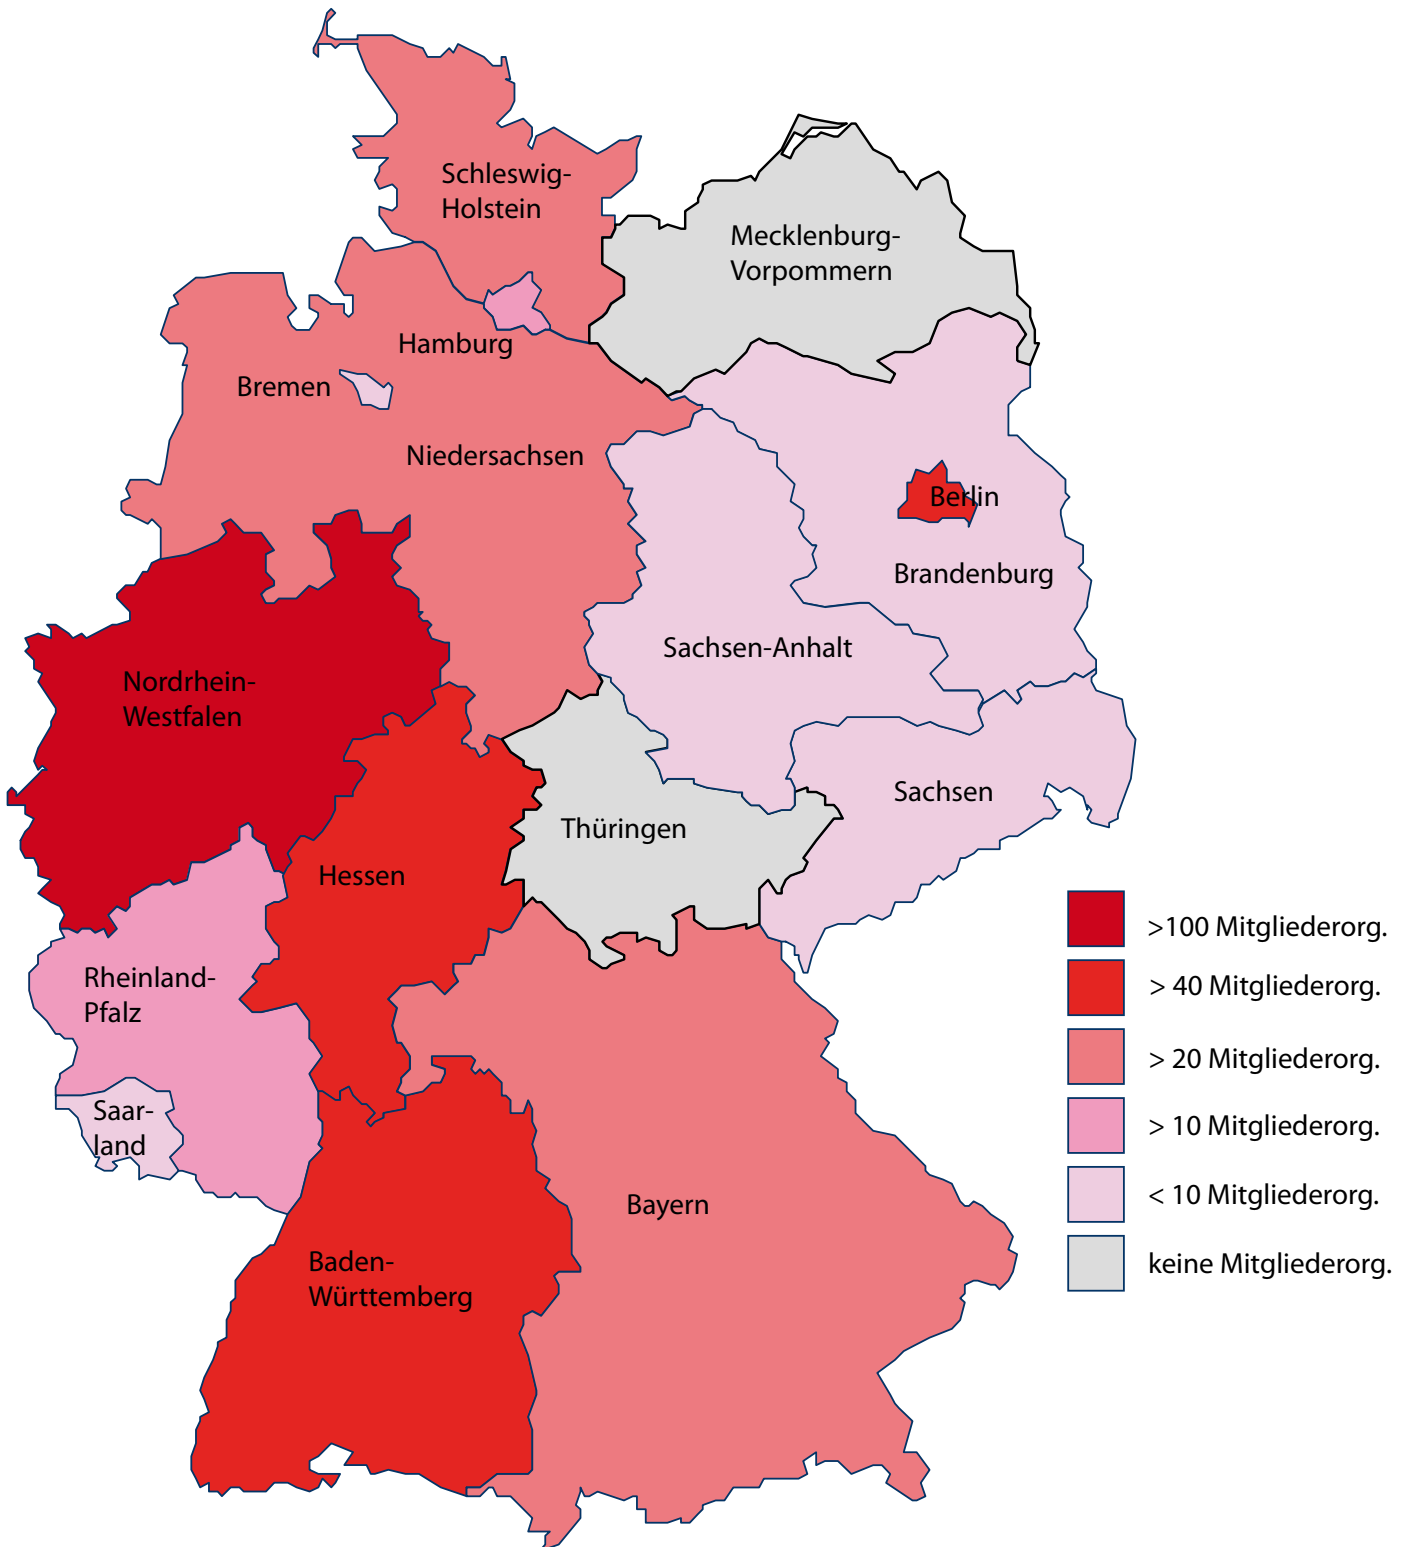 Schleswig-
Holstein
Mecklenburg-
Vorpommern
Hamburg
Bremen
Niedersachsen
Berlin
Brandenburg
Sachsen-Anhalt
Nordrhein-
Westfalen
Sachsen
Thüringen
Hessen
Rheinland-
Pfalz
Saar-
land
Bayern
Baden-
Württemberg
>100 Mitgliederorg.
> 40 Mitgliederorg.
> 20 Mitgliederorg.
> 10 Mitgliederorg.
< 10 Mitgliederorg.
keine Mitgliederorg.